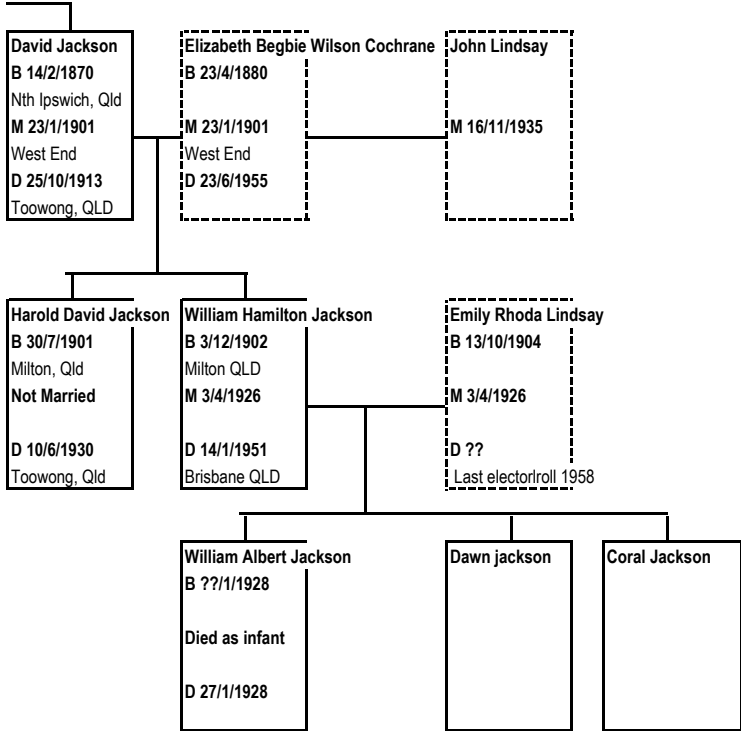 David Jackson
B 14/2/1870
Nth Ipswich, Qld
M 23/1/1901
West End
D 25/10/1913
Toowong, QLD
Elizabeth Begbie Wilson Cochrane
B 23/4/1880
M 23/1/1901
West End
D 23/6/1955
John Lindsay
M 16/11/1935
Harold David Jackson
B 30/7/1901
Milton, Qld
Not Married
D 10/6/1930
Toowong, Qld
William Hamilton Jackson
B 3/12/1902
Milton QLD
M 3/4/1926
D 14/1/1951
Brisbane QLD
Emily Rhoda Lindsay
B 13/10/1904
M 3/4/1926
D ??
Last electorlroll 1958
William Albert Jackson
B ??/1/1928
Died as infant
D 27/1/1928
Dawn jackson
Coral Jackson